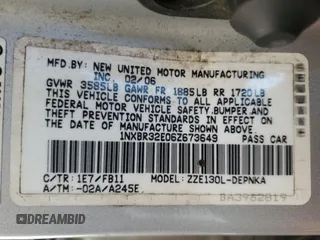 MFD.BY: NEW UNITED MOTOR MANUFACTURING
INC. 02/06
GVWR 3585LB GAWR FR 1885LB RR 1720LB
THIS VEHICLE CONFORMS TO ALL APPLICABLE
FEDERAL MOTOR VEHICLE SAFETY, BUMPER, AND
THEFT PREVENTION STANDARDS IN EFFECT ON
THE DATE OF MANUFACTURE SHOWN ABOVE.
1NXBR32E06Z673649 PASS CAR
C/TR: 1E7/FB11 MODEL: ZZE130L-DEPNKA
A/TM: -02A/A245E
BA3982819
DREAMBID
DREAMBID